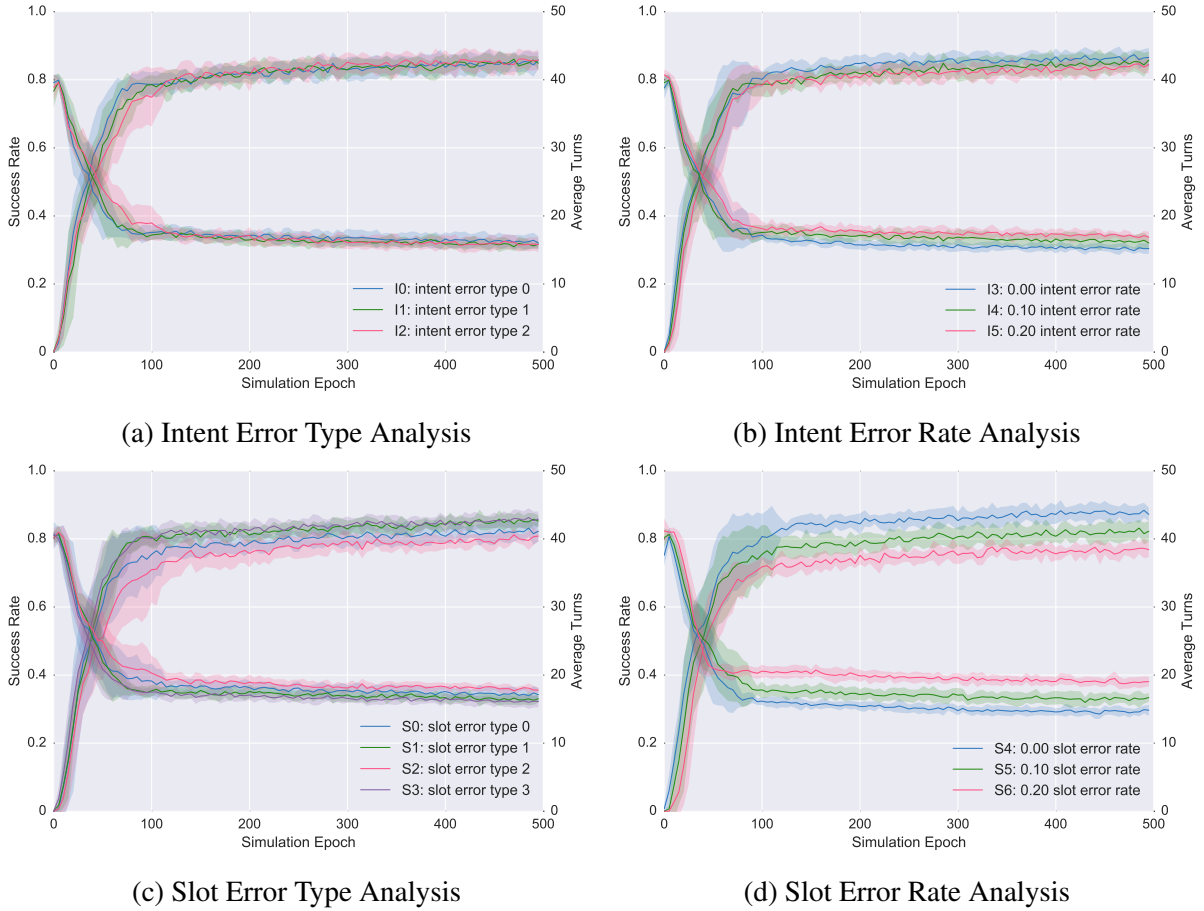 1.0
0.8
0.6
0.4
0.2
0
Success Rate
50
40
30
20
10
0
Average Turns
I0: intent error type 0
I1: intent error type 1
I2: intent error type 2
0 100 200 300 400 500
Simulation Epoch
(a) Intent Error Type Analysis
1.0
0.8
0.6
0.4
0.2
0
Success Rate
50
40
30
20
10
0
Average Turns
I3: 0.00 intent error rate
I4: 0.10 intent error rate
I5: 0.20 intent error rate
0 100 200 300 400 500
Simulation Epoch
(b) Intent Error Rate Analysis
1.0
0.8
0.6
0.4
0.2
0
Success Rate
50
40
30
20
10
0
Average Turns
S0: slot error type 0
S1: slot error type 1
S2: slot error type 2
S3: slot error type 3
0 100 200 300 400 500
Simulation Epoch
(c) Slot Error Type Analysis
1.0
0.8
0.6
0.4
0.2
0
Success Rate
50
40
30
20
10
0
Average Turns
S4: 0.00 slot error rate
S5: 0.10 slot error rate
S6: 0.20 slot error rate
0 100 200 300 400 500
Simulation Epoch
(d) Slot Error Rate Analysis